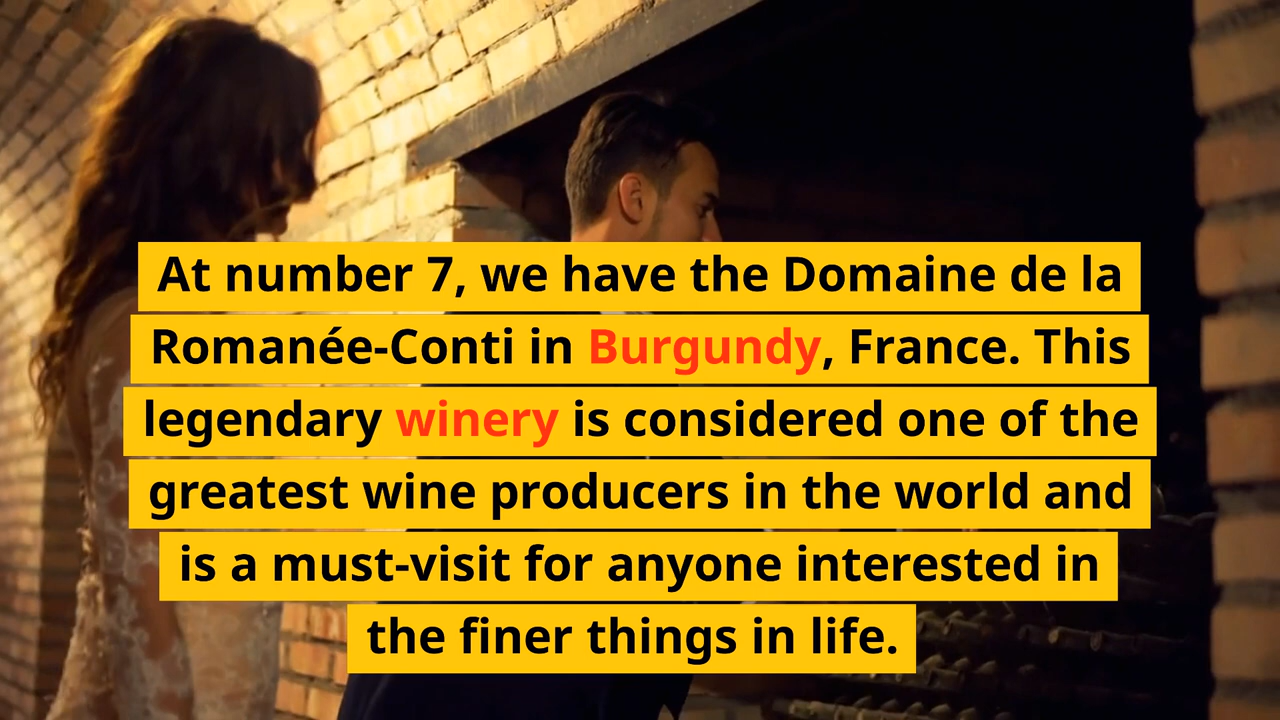 At number 7, we have the Domaine de la
Romanée-Conti in Burgundy, France. This
legendary winery is considered one of the
greatest wine producers in the world and
is a must-visit for anyone interested in
the finer things in life.